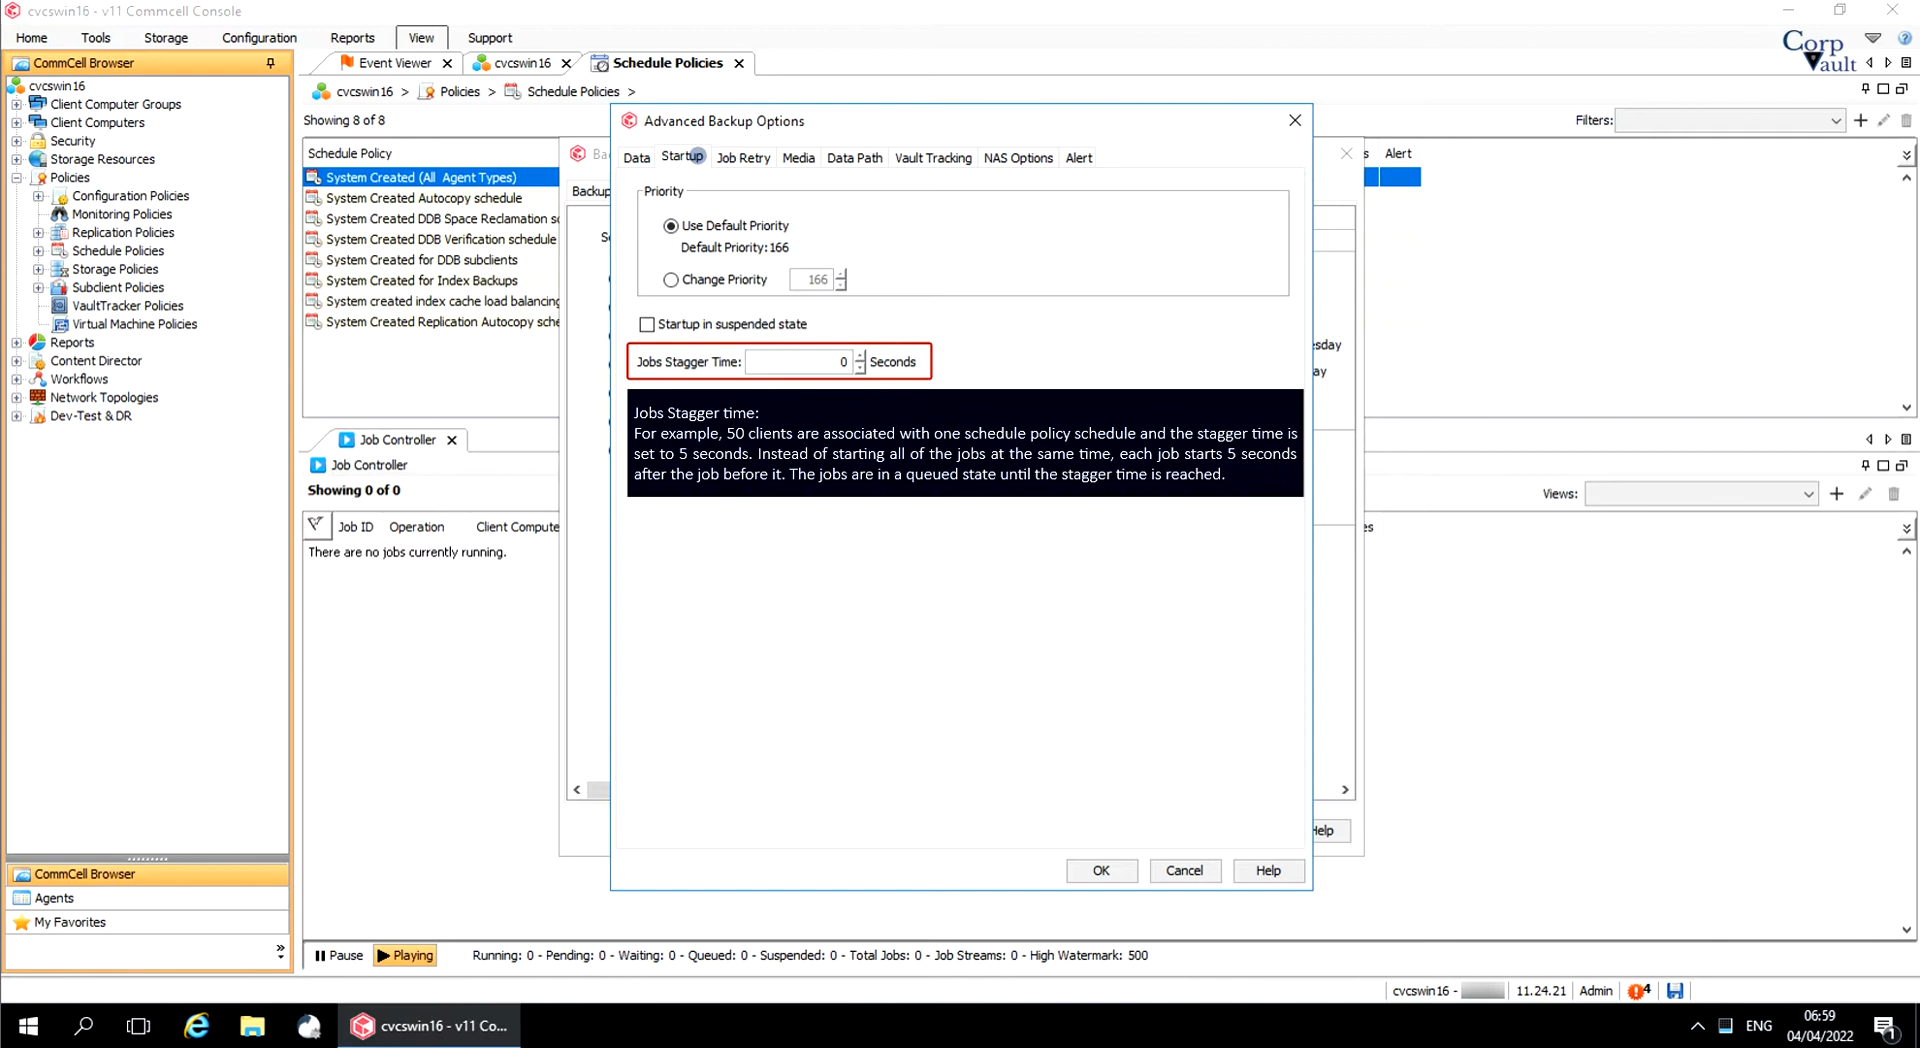 cvcswin16 - v11 Commcell Console
Home Tools Storage Configuration Reports View Support
CommCell Browser
Event Viewer cvcswin16 Schedule Policies
Corp Vault
cvcswin16 > Policies > Schedule Policies >
Showing 8 of 8
Filters:
cvcswin16
Client Computer Groups
Client Computers
Security
Storage Resources
Policies
Configuration Policies
Monitoring Policies
Replication Policies
Schedule Policies
Storage Policies
Subclient Policies
VaultTracker Policies
Virtual Machine Policies
Reports
Content Director
Workflows
Network Topologies
Dev-Test & DR
CommCell Browser
Agents
My Favorites
Schedule Policy
Alert
System Created (All Agent Types)
System Created Autocopy schedule
System Created DDB Space Reclamation sc
System Created DDB Verification schedule
System Created for DDB subclients
System Created for Index Backups
System created index cache load balancing
System Created Replication Autocopy sche
Backup
Advanced Backup Options
Data Startup Job Retry Media Data Path Vault Tracking NAS Options Alert
Priority
Use Default Priority
Default Priority:166
Change Priority 166
Startup in suspended state
Jobs Stagger Time: 0 Seconds
Jobs Stagger time:
For example, 50 clients are associated with one schedule policy schedule and the stagger time is
set to 5 seconds. Instead of starting all of the jobs at the same time, each job starts 5 seconds
after the job before it. The jobs are in a queued state until the stagger time is reached.
OK Cancel Help
Job Controller
Job Controller
Showing 0 of 0
Views:
Job ID Operation Client Compute
There are no jobs currently running.
Pause Playing Running: 0 - Pending: 0 - Waiting: 0 - Queued: 0 - Suspended: 0 - Total Jobs: 0 - Job Streams: 0 - High Watermark: 500
cvcswin16 - 11.24.21 Admin 4
cvcswin16 - v11 Co...
ENG
06:59
04/04/2022
1